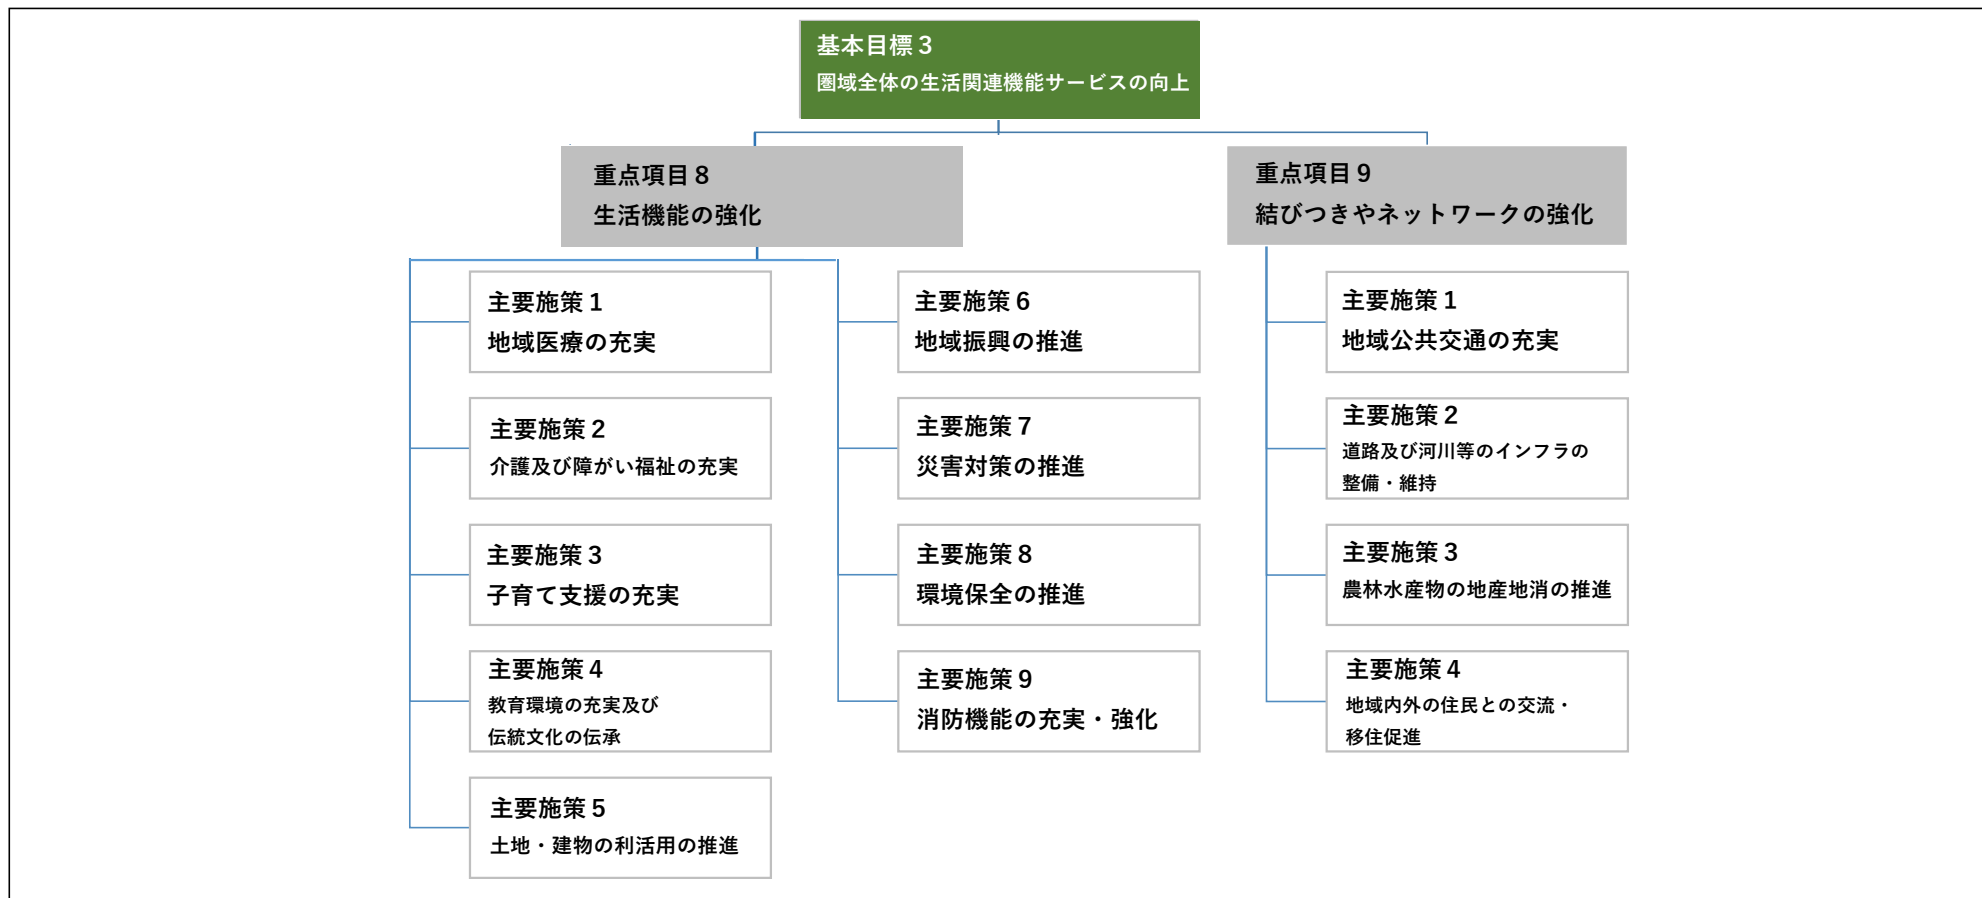 基本目標３
圏域全体の生活関連機能サービスの向上
重点項目８
生活機能の強化
主要施策１
地域医療の充実
主要施策２
介護及び障がい福祉の充実
主要施策３
子育て支援の充実
主要施策４
教育環境の充実及び
伝統文化の伝承
主要施策５
土地・建物の利活用の推進
主要施策６
地域振興の推進
主要施策７
災害対策の推進
主要施策８
環境保全の推進
主要施策９
消防機能の充実・強化
重点項目９
結びつきやネットワークの強化
主要施策１
地域公共交通の充実
主要施策２
道路及び河川等のインフラの
整備・維持
主要施策３
農林水産物の地産地消の推進
主要施策４
地域内外の住民との交流・
移住促進